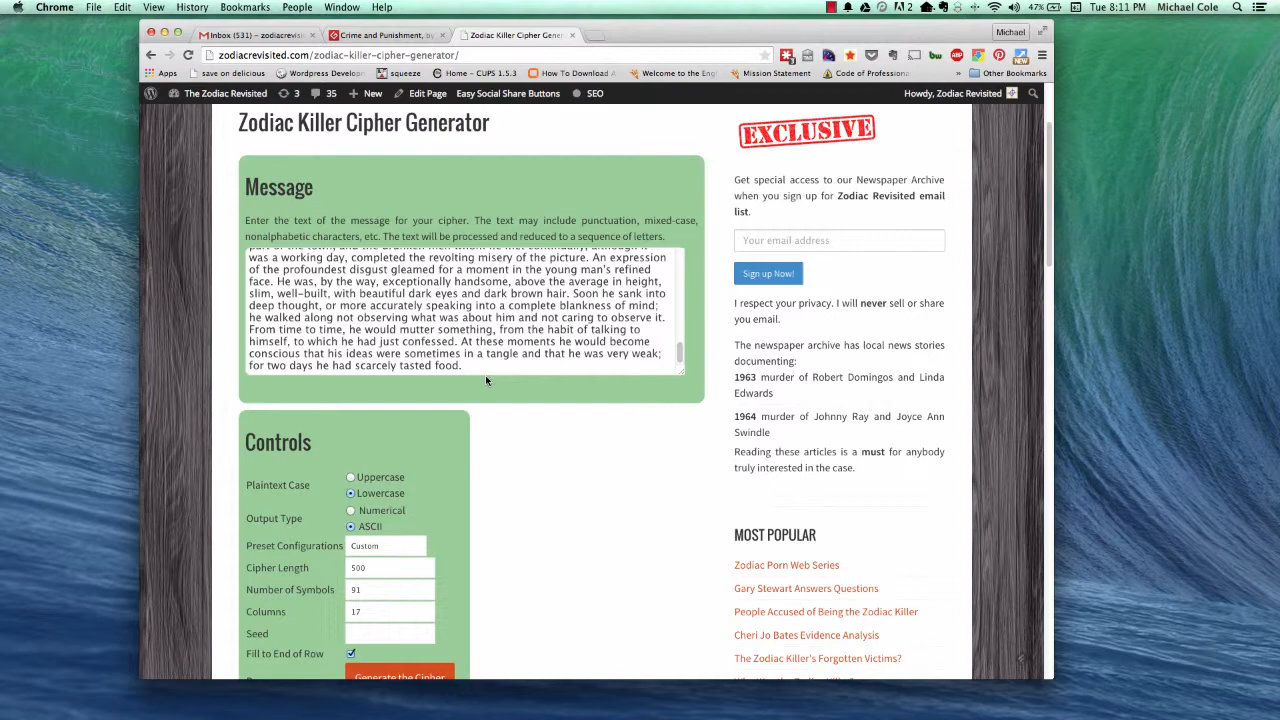 Chrome File Edit View History Bookmarks People Window Help 2 47% Tue 8:11 PM Michael Cole
Inbox (531) – zodiacrevis
Crime and Punishment, by
Zodiac Killer Cipher Gener
Michael
zodiacrevisited.com/zodiac-killer-cipher-generator/
Apps save on delicious Wordpress Develop squeeze Home – CUPS 1.5.3 How To Download Welcome to the Eng Mission Statement Code of Profession » Other Bookmarks
The Zodiac Revisited 3 35 New Edit Page Easy Social Share Buttons SEO Howdy, Zodiac Revisited
Zodiac Killer Cipher Generator
Message
Enter the text of the message for your cipher. The text may include punctuation, mixed-case,
nonalphabetic characters, etc. The text will be processed and reduced to a sequence of letters.
was a working day, completed the revolting misery of the picture. An expression
of the profoundest disgust gleamed for a moment in the young man's refined
face. He was, by the way, exceptionally handsome, above the average in height,
slim, well-built, with beautiful dark eyes and dark brown hair. Soon he sank into
deep thought, or more accurately speaking into a complete blankness of mind;
he walked along not observing what was about him and not caring to observe it.
From time to time, he would mutter something, from the habit of talking to
himself, to which he had just confessed. At these moments he would become
conscious that his ideas were sometimes in a tangle and that he was very weak;
for two days he had scarcely tasted food.
Controls
Plaintext Case
Uppercase
Lowercase
Output Type
Numerical
ASCII
Preset Configurations Custom
Cipher Length 500
Number of Symbols 91
Columns 17
Seed
Fill to End of Row
Generate the Cipher
EXCLUSIVE
Get special access to our Newspaper Archive
when you sign up for Zodiac Revisited email
list.
Your email address
Sign up Now!
I respect your privacy. I will never sell or share
you email.
The newspaper archive has local news stories
documenting:
1963 murder of Robert Domingos and Linda
Edwards
1964 murder of Johnny Ray and Joyce Ann
Swindle
Reading these articles is a must for anybody
truly interested in the case.
MOST POPULAR
Zodiac Porn Web Series
Gary Stewart Answers Questions
People Accused of Being the Zodiac Killer
Cheri Jo Bates Evidence Analysis
The Zodiac Killer's Forgotten Victims?